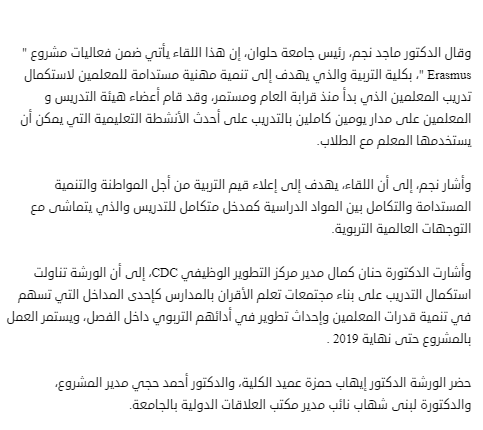 وقال الدكتور ماجد نجم، رئيس جامعة حلوان، إن هذا اللقاء يأتي ضمن فعاليات مشروع "
Erasmus "، بكلية التربية والذي يهدف إلى تنمية مهنية مستدامة للمعلمين لاستكمال
تدريب المعلمين الذي بدأ منذ قرابة العام ومستمر، وقد قام أعضاء هيئة التدريس و
المعلمين على مدار يومين كاملين بالتدريب على أحدث الأنشطة التعليمية التي يمكن أن
يستخدمها المعلم مع الطلاب.
وأشار نجم، إلى أن اللقاء، يهدف إلى إعلاء قيم التربية من أجل المواطنة والتنمية
المستدامة والتكامل بين المواد الدراسية كمدخل متكامل للتدريس والذي يتماشى مع
التوجهات العالمية التربوية.
وأشارت الدكتورة حنان كمال مدير مركز التطوير الوظيفي CDC، إلى أن الورشة تناولت
استكمال التدريب على بناء مجتمعات تعلم الأقران بالمدارس كإحدى المداخل التي تسهم
في تنمية قدرات المعلمين وإحداث تطوير في أدائهم التربوي داخل الفصل، ويستمر العمل
بالمشروع حتى نهاية 2019 .
حضر الورشة الدكتور إيهاب حمزة عميد الكلية، والدكتور أحمد حجي مدير المشروع،
والدكتورة لبنى شهاب نائب مدير مكتب العلاقات الدولية بالجامعة.